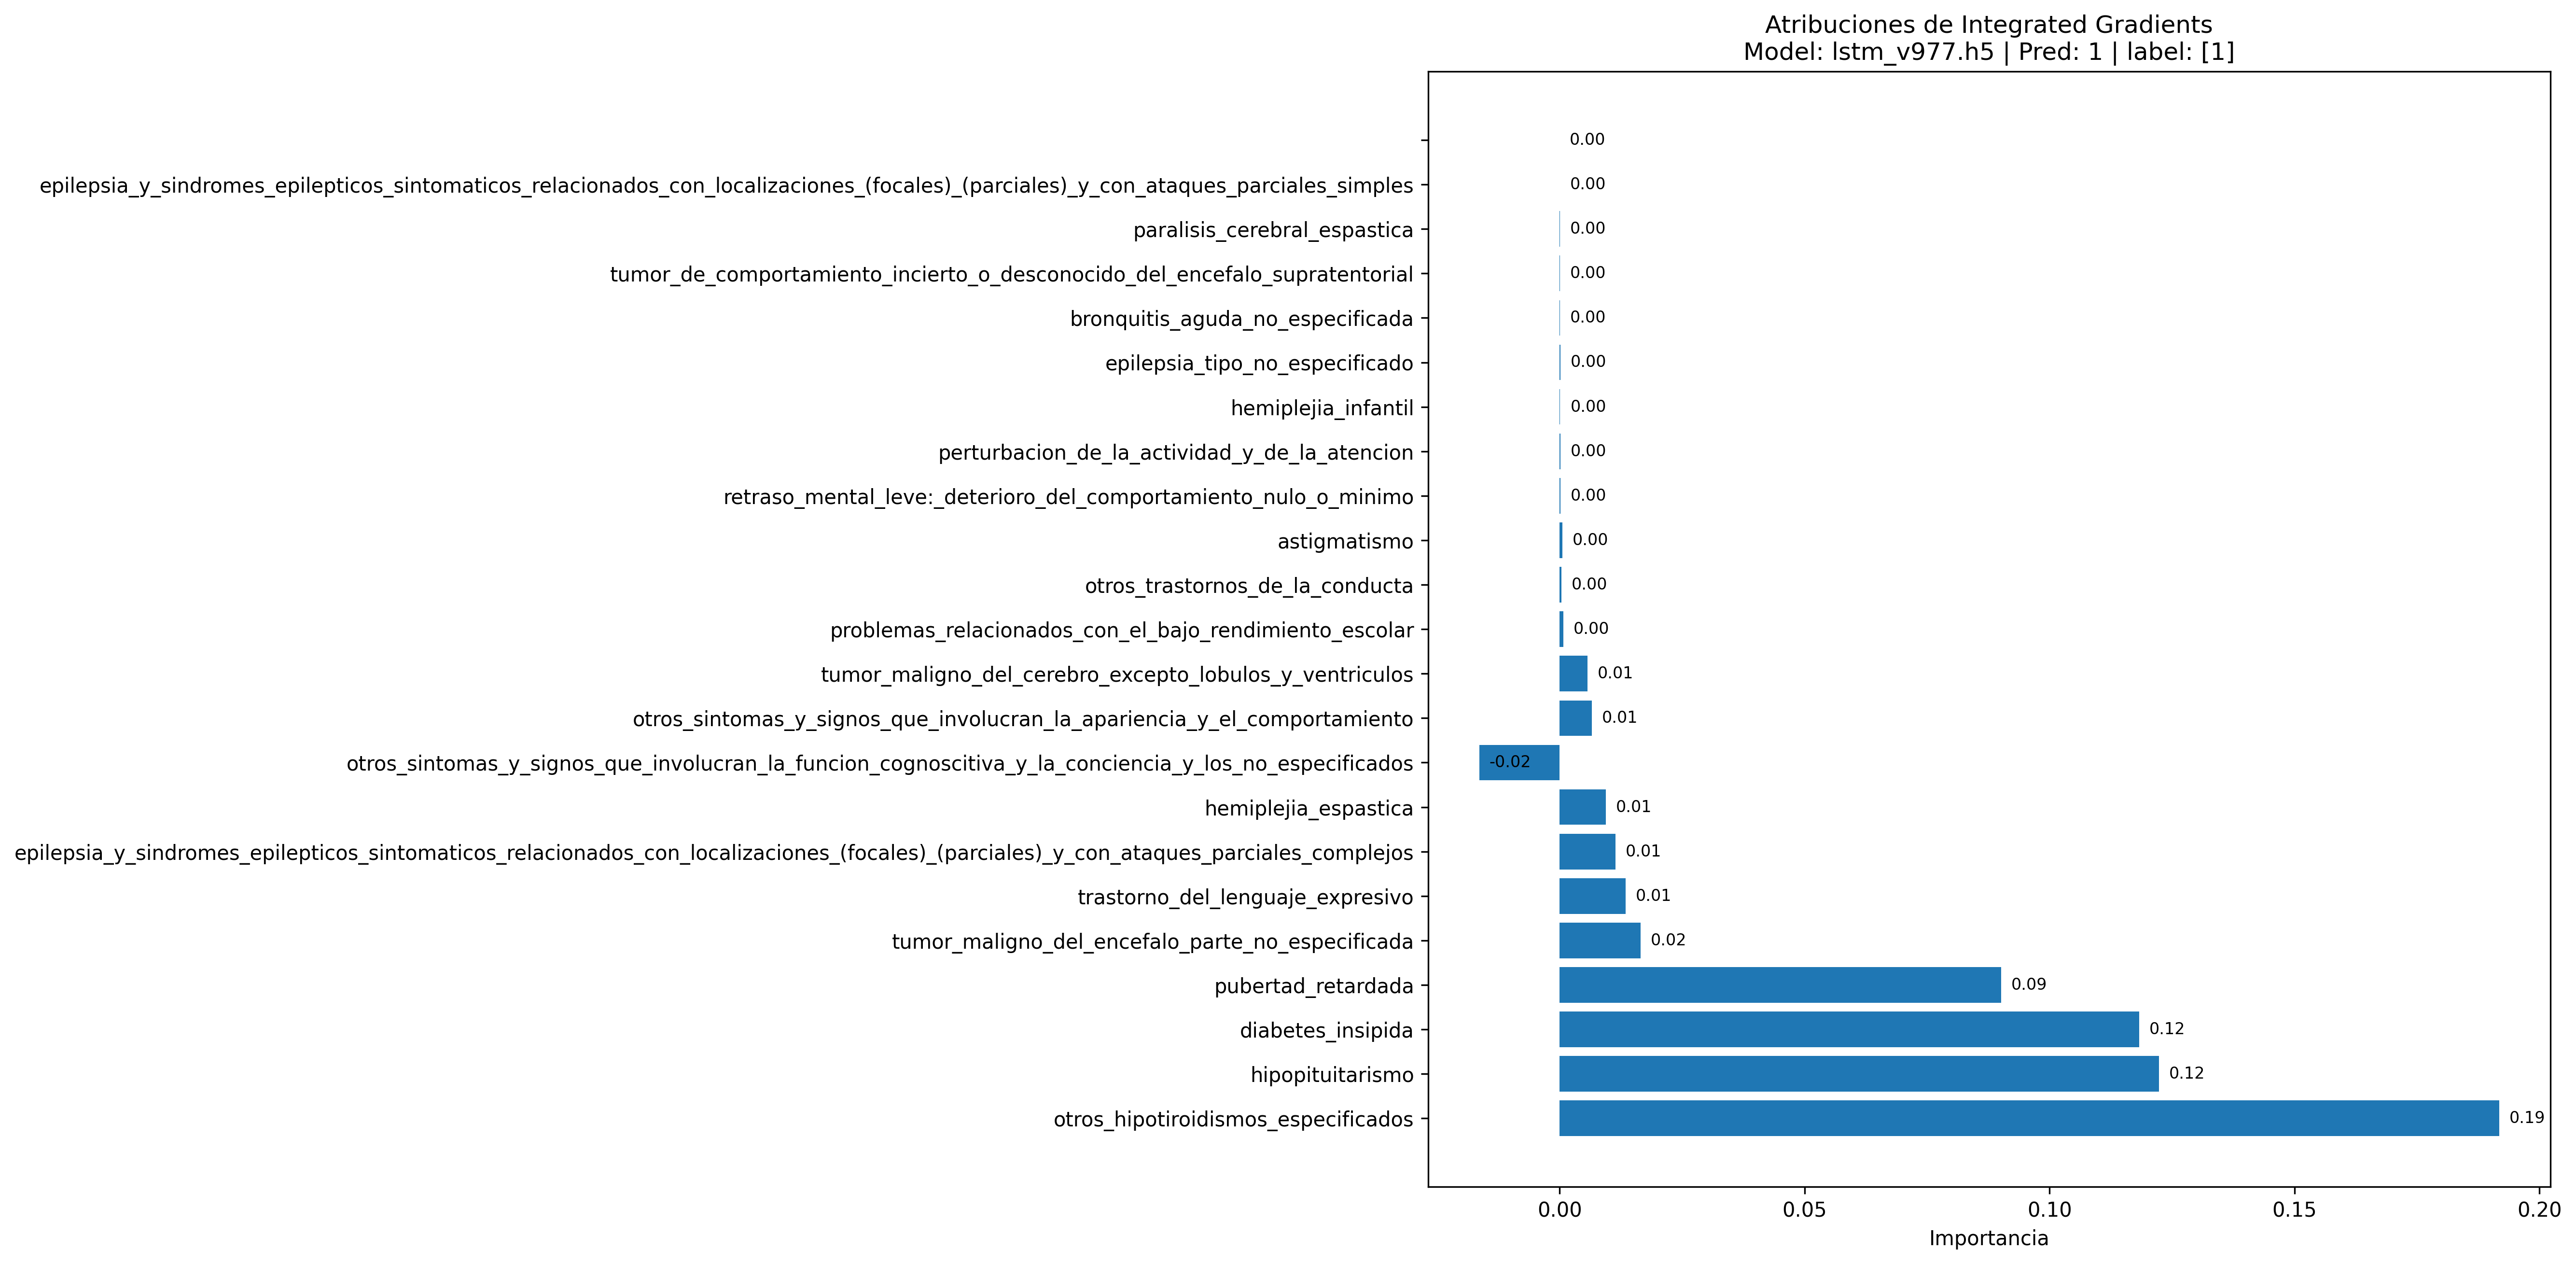 Atribuciones de Integrated Gradients
Model: lstm_v977.h5 | Pred: 1 | label: [1]
0.00
epilepsia_y_sindromes_epilepticos_sintomaticos_relacionados_con_localizaciones_(focales)_(parciales)_y_con_ataques_parciales_simples 0.00
paralisis_cerebral_espastica 0.00
tumor_de_comportamiento_incierto_o_desconocido_del_encefalo_supratentorial 0.00
bronquitis_aguda_no_especificada 0.00
epilepsia_tipo_no_especificado 0.00
hemiplejia_infantil 0.00
perturbacion_de_la_actividad_y_de_la_atencion 0.00
retraso_mental_leve:_deterioro_del_comportamiento_nulo_o_minimo 0.00
astigmatismo 0.00
otros_trastornos_de_la_conducta 0.00
problemas_relacionados_con_el_bajo_rendimiento_escolar 0.00
tumor_maligno_del_cerebro_excepto_lobulos_y_ventriculos 0.01
otros_sintomas_y_signos_que_involucran_la_apariencia_y_el_comportamiento 0.01
otros_sintomas_y_signos_que_involucran_la_funcion_cognoscitiva_y_la_conciencia_y_los_no_especificados -0.02
hemiplejia_espastica 0.01
epilepsia_y_sindromes_epilepticos_sintomaticos_relacionados_con_localizaciones_(focales)_(parciales)_y_con_ataques_parciales_complejos 0.01
trastorno_del_lenguaje_expresivo 0.01
tumor_maligno_del_encefalo_parte_no_especificada 0.02
pubertad_retardada 0.09
diabetes_insipida 0.12
hipopituitarismo 0.12
otros_hipotiroidismos_especificados 0.19
0.00 0.05 0.10 0.15 0.20
Importancia